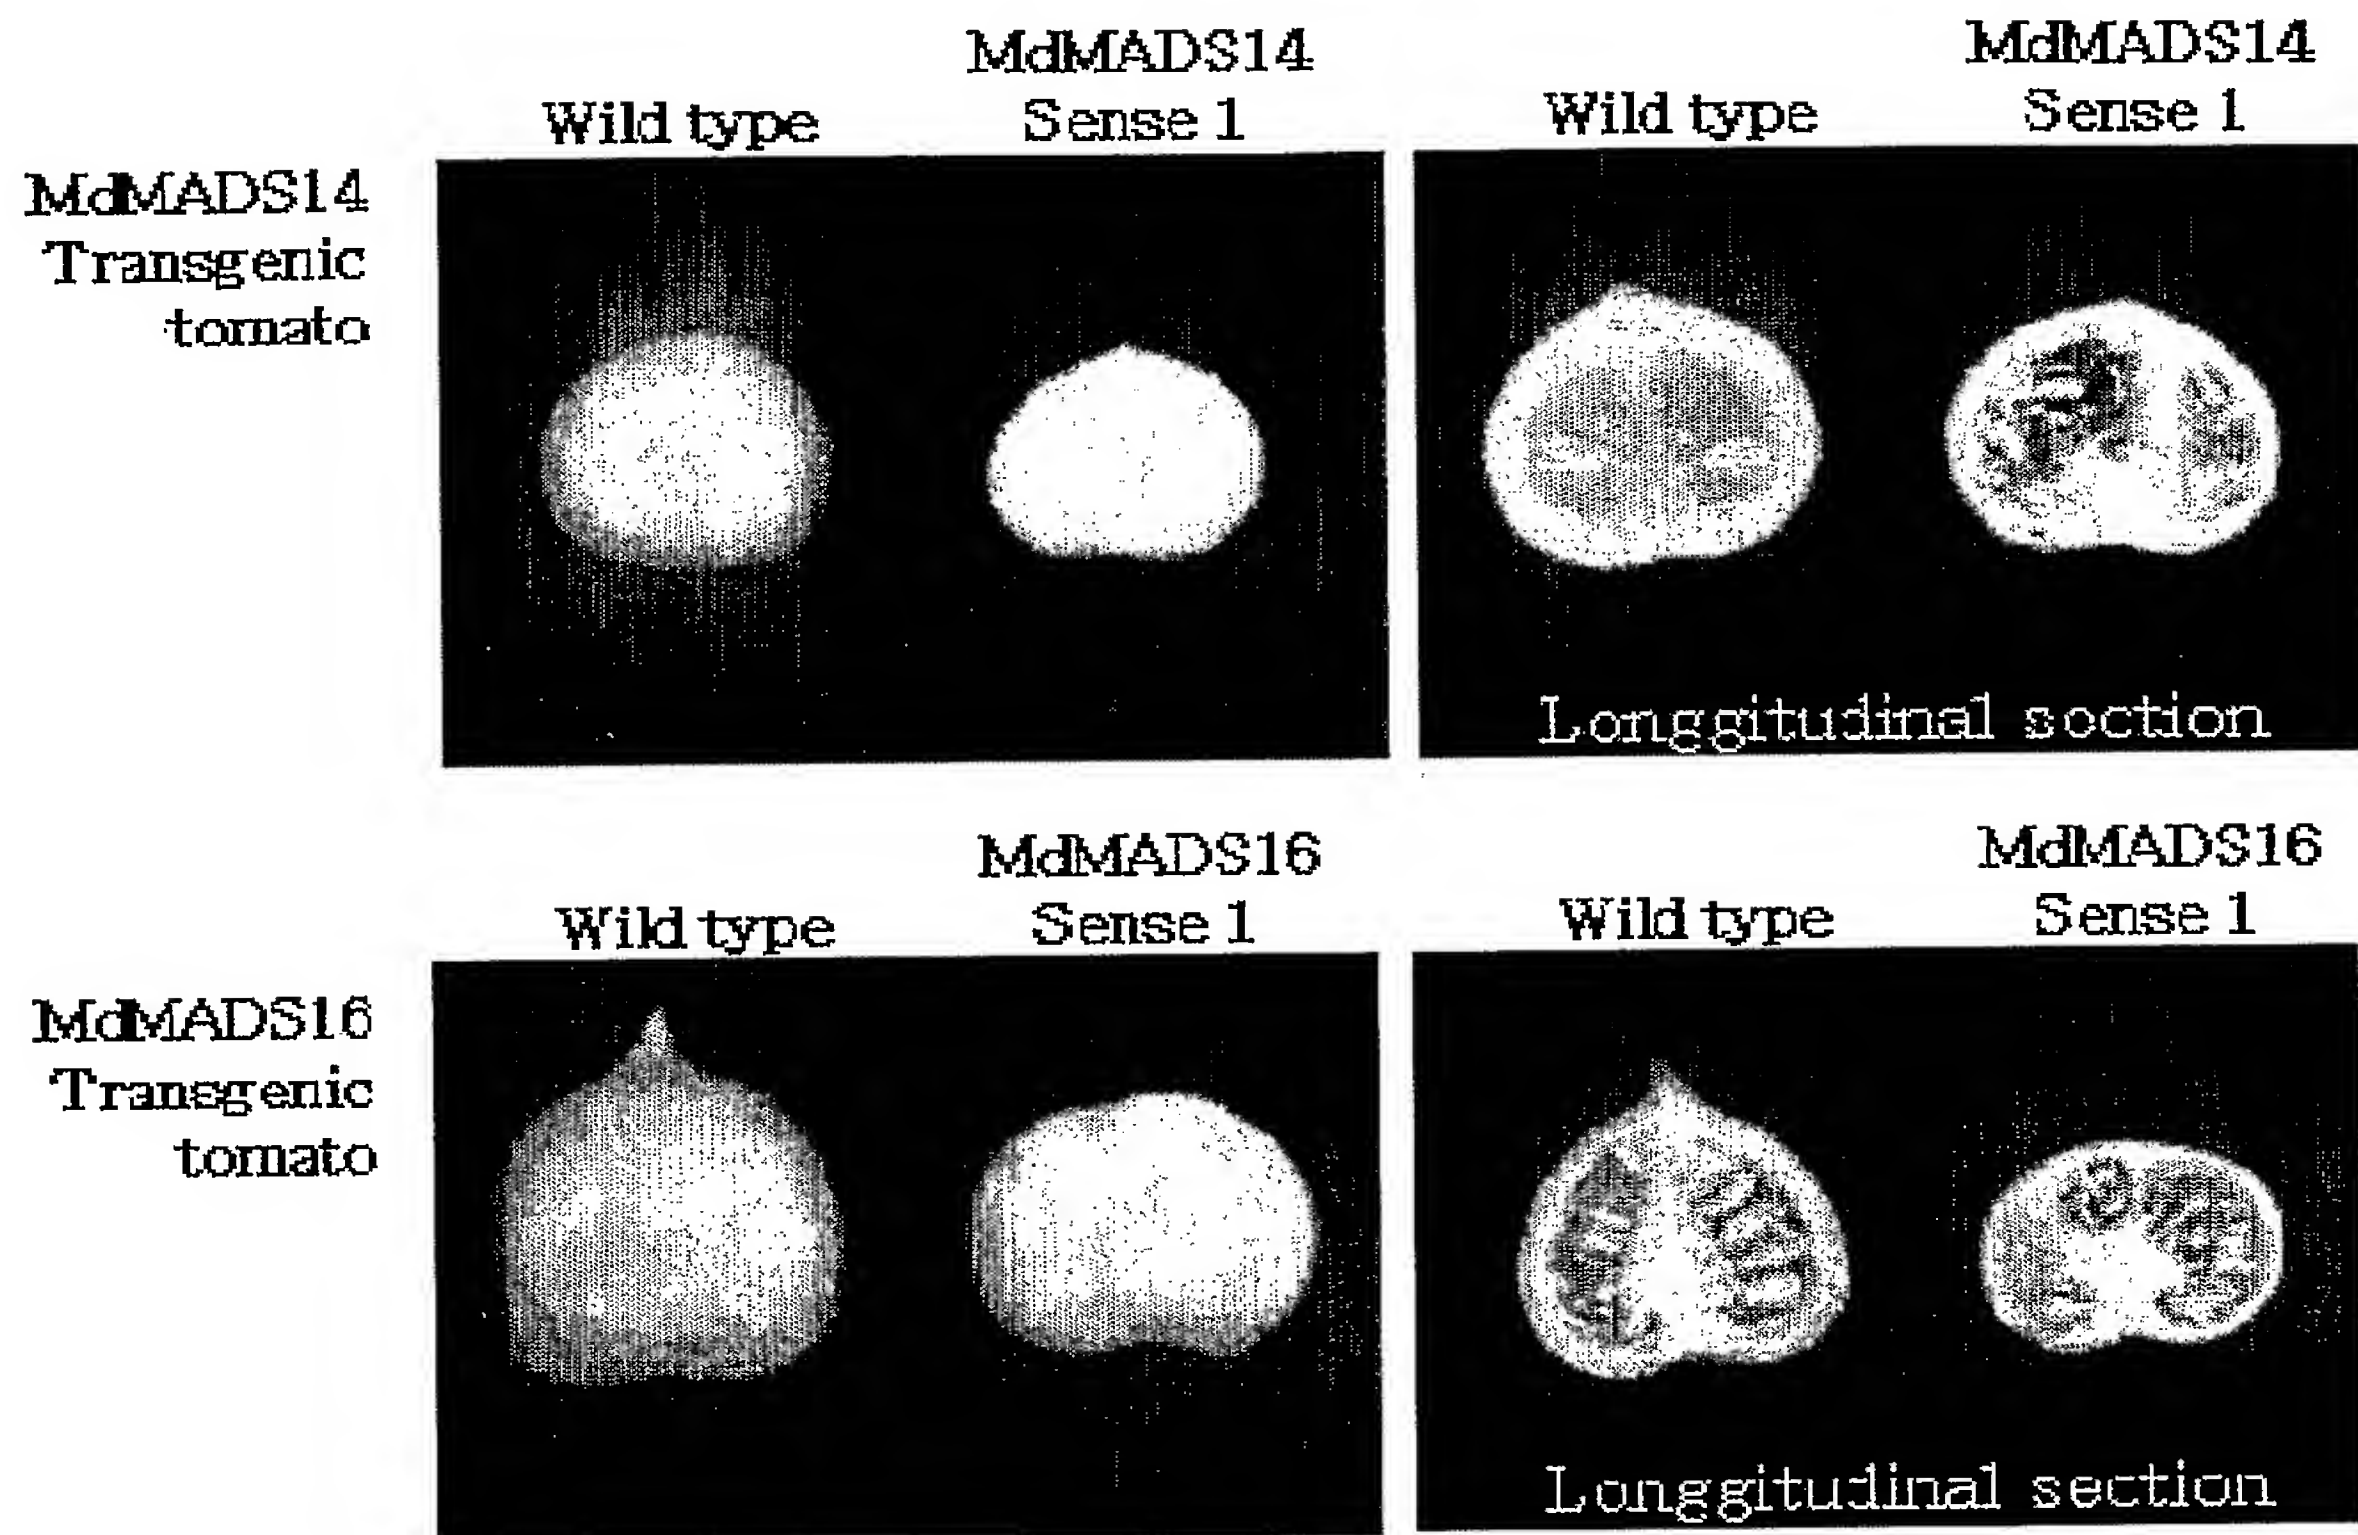 MdMADS14
MdMADS14
Wild type
Sense 1
Wild type
Sense 1
MdMADS14
Transgenic
tomato
Longgitudinal soction
MdMADS16
MdMADS16
Wild type
Sense 1
Wild type
Sense 1
MdMADS16
Transgenic
tomato
Longgitudinal section